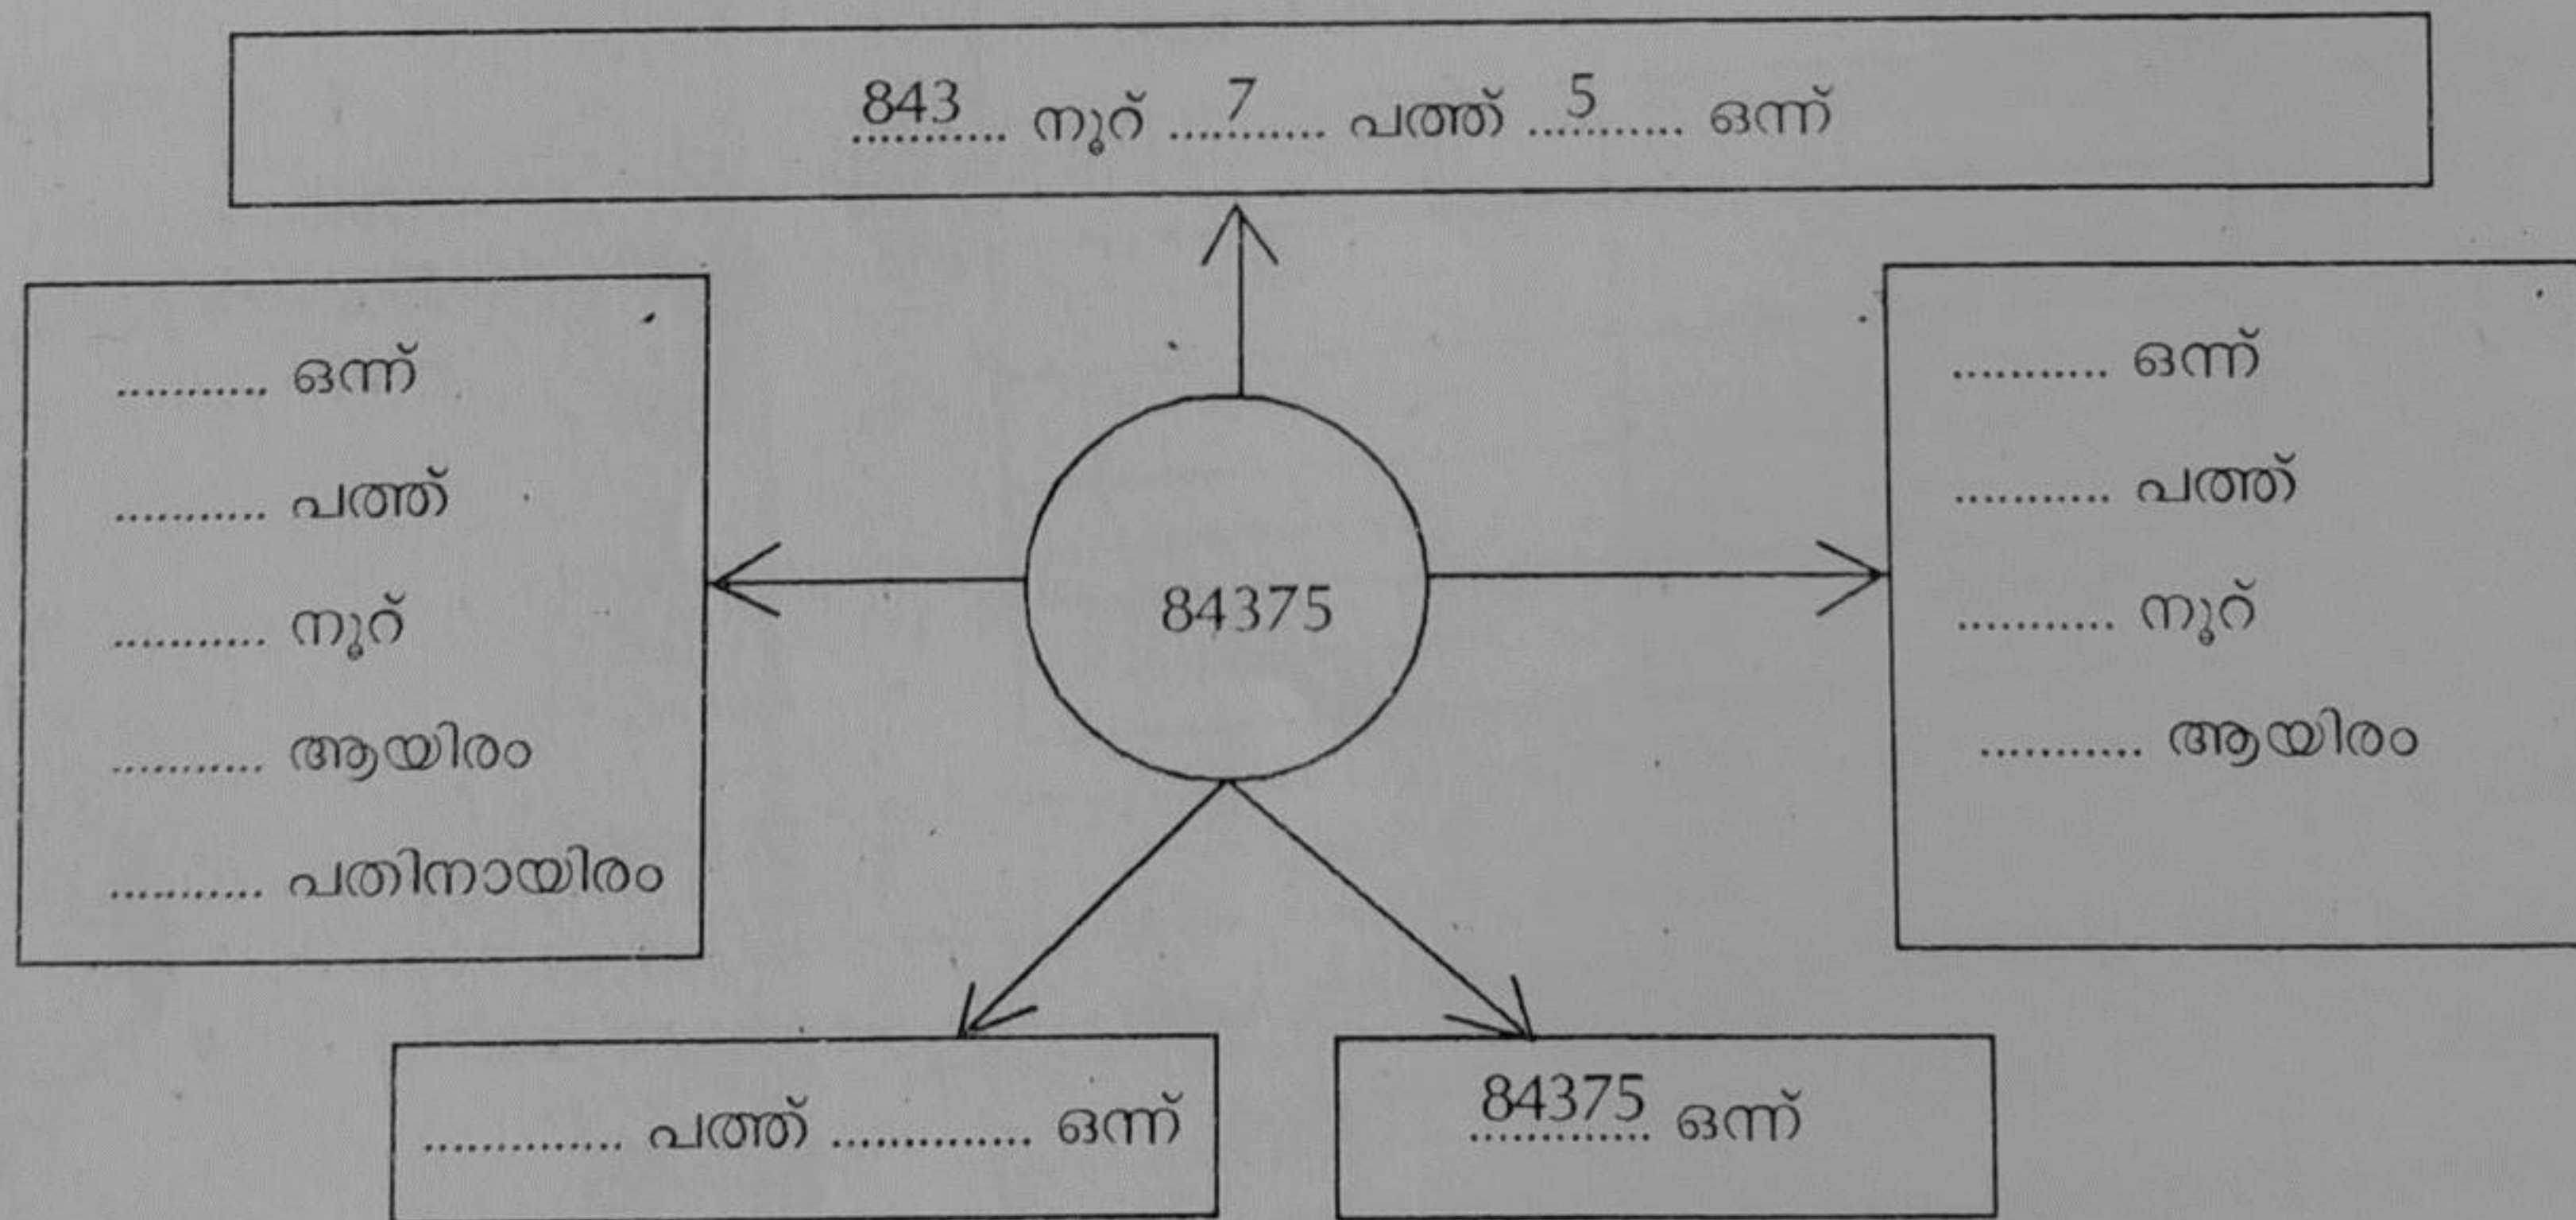 843 നൂറ് 7 പത്ത് 5 ഒന്ന്
........... ഒന്ന്
........... പത്ത്
........... നൂറ്
........... ആയിരം
........... പതിനായിരം
84375
........... ഒന്ന്
........... പത്ത്
........... നൂറ്
........... ആയിരം
.............. പത്ത് .............. ഒന്ന്
84375 ഒന്ന്